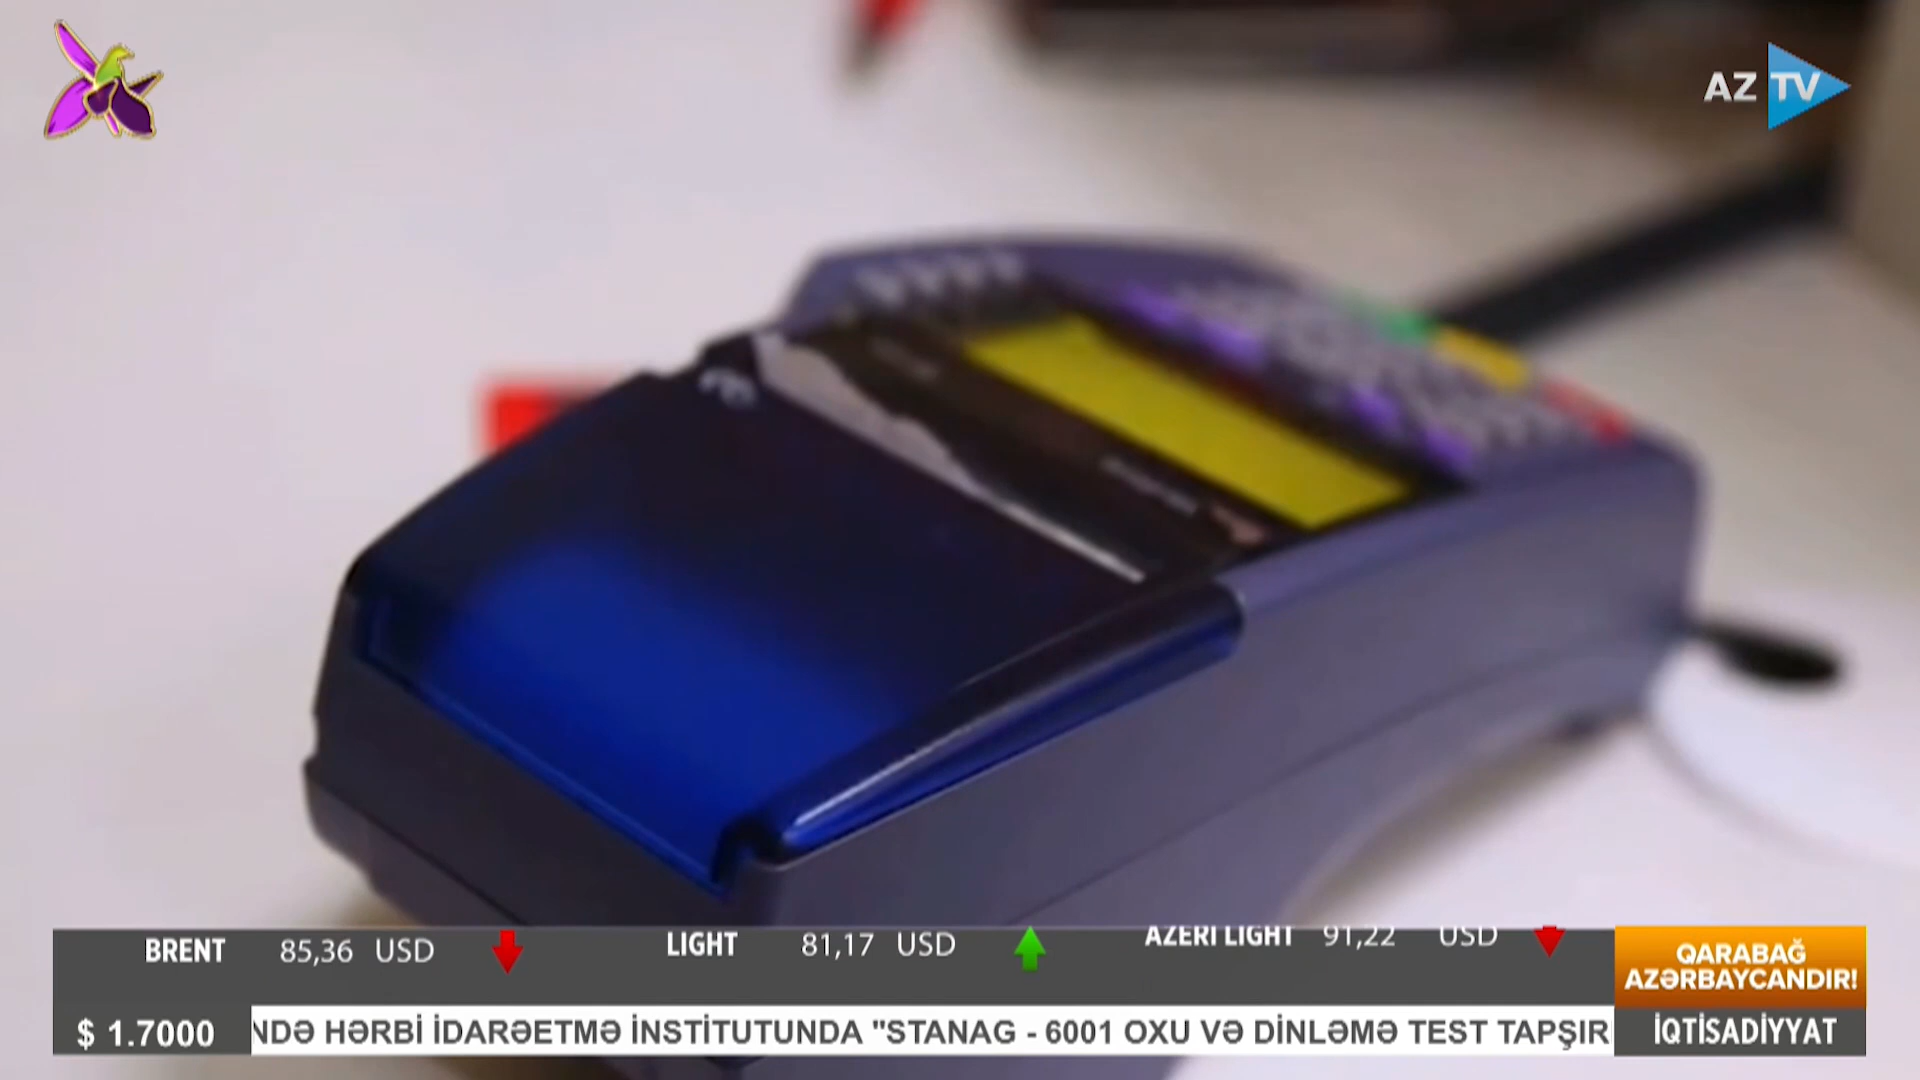 AZ TV
BRENT 85,36 USD LIGHT 81,17 USD AZERI LIGHT 91,22 USD
QARABAĞ
AZƏRBAYCANDIR!
$ 1.7000 NDƏ HƏRBİ İDARƏETMƏ İNSTİTUTUNDA "STANAG - 6001 OXU VƏ DİNLƏMƏ TEST TAPŞIR
İQTİSADİYYAT